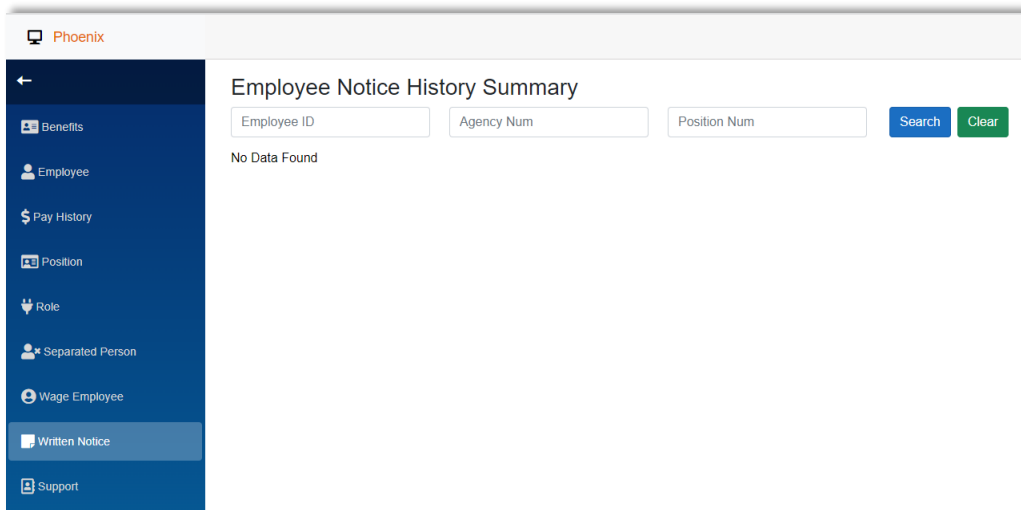 Phoenix
Employee Notice History Summary
Employee ID Agency Num Position Num Search Clear
No Data Found
Benefits
Employee
Pay History
Position
Role
Separated Person
Wage Employee
Written Notice
Support